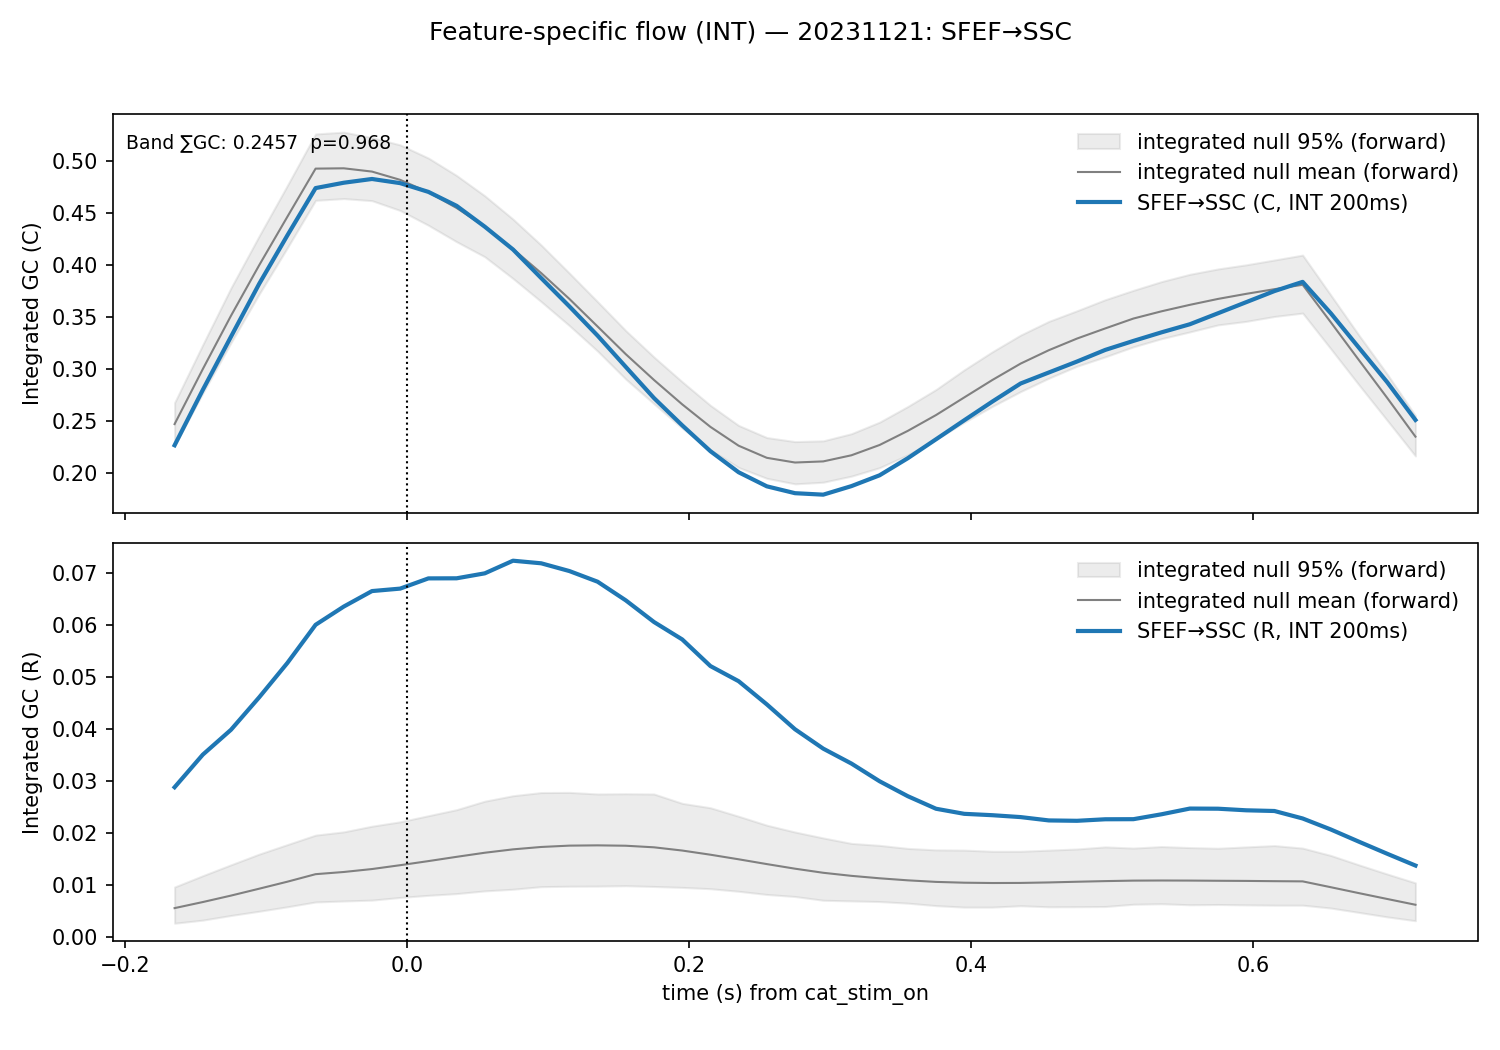 Feature-specific flow (INT) — 20231121: SFEF→SSC
Band ∑GC: 0.2457  p=0.968
integrated null 95% (forward)
integrated null mean (forward)
SFEF→SSC (C, INT 200ms)
Integrated GC (C)
0.50
0.45
0.40
0.35
0.30
0.25
0.20
integrated null 95% (forward)
integrated null mean (forward)
SFEF→SSC (R, INT 200ms)
Integrated GC (R)
0.07
0.06
0.05
0.04
0.03
0.02
0.01
0.00
−0.2 0.0 0.2 0.4 0.6
time (s) from cat_stim_on